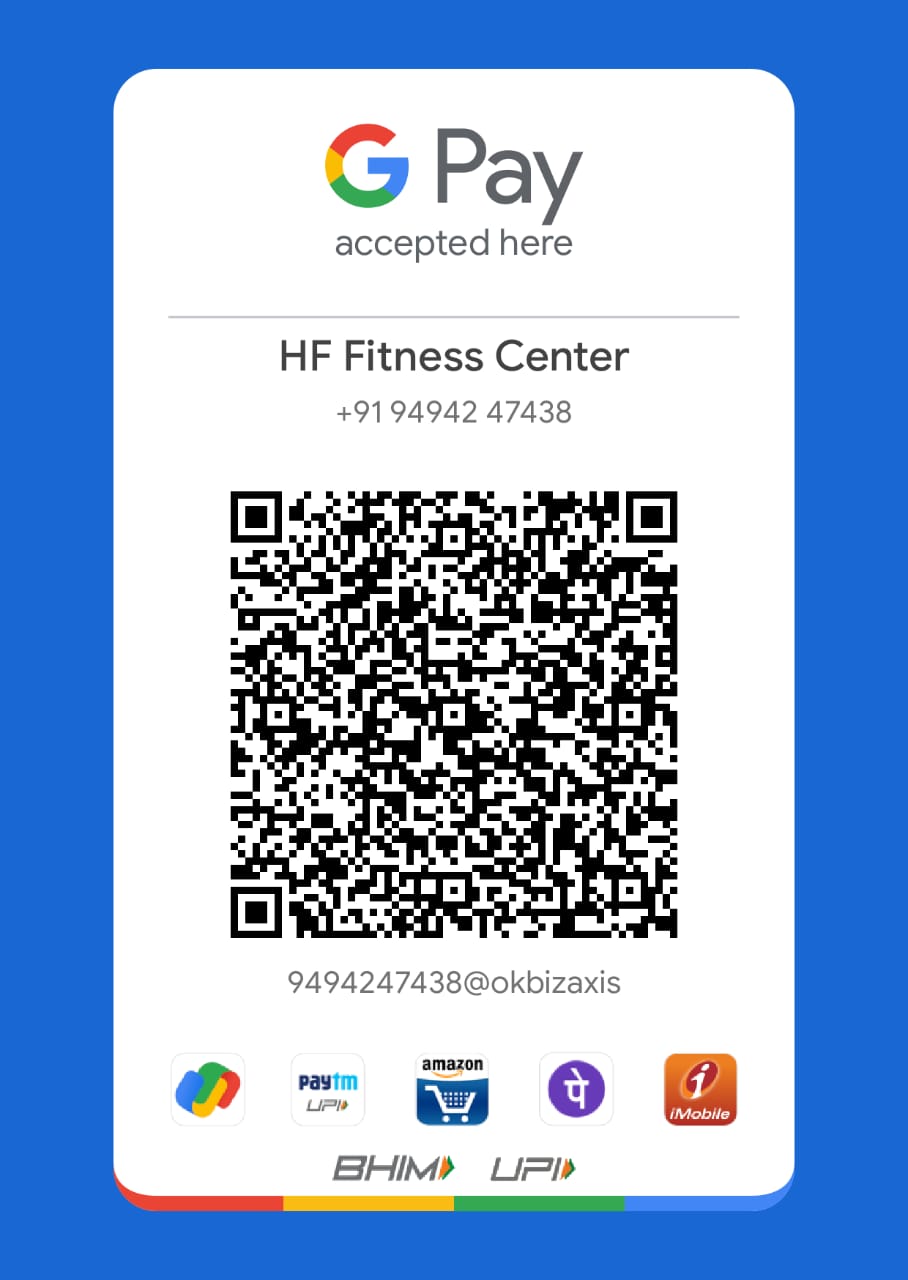 G Pay
accepted here
HF Fitness Center
+91 94942 47438
9494247438@okbizaxis
paytm
UPI
amazon
पे
i
iMobile
BHIM UPI